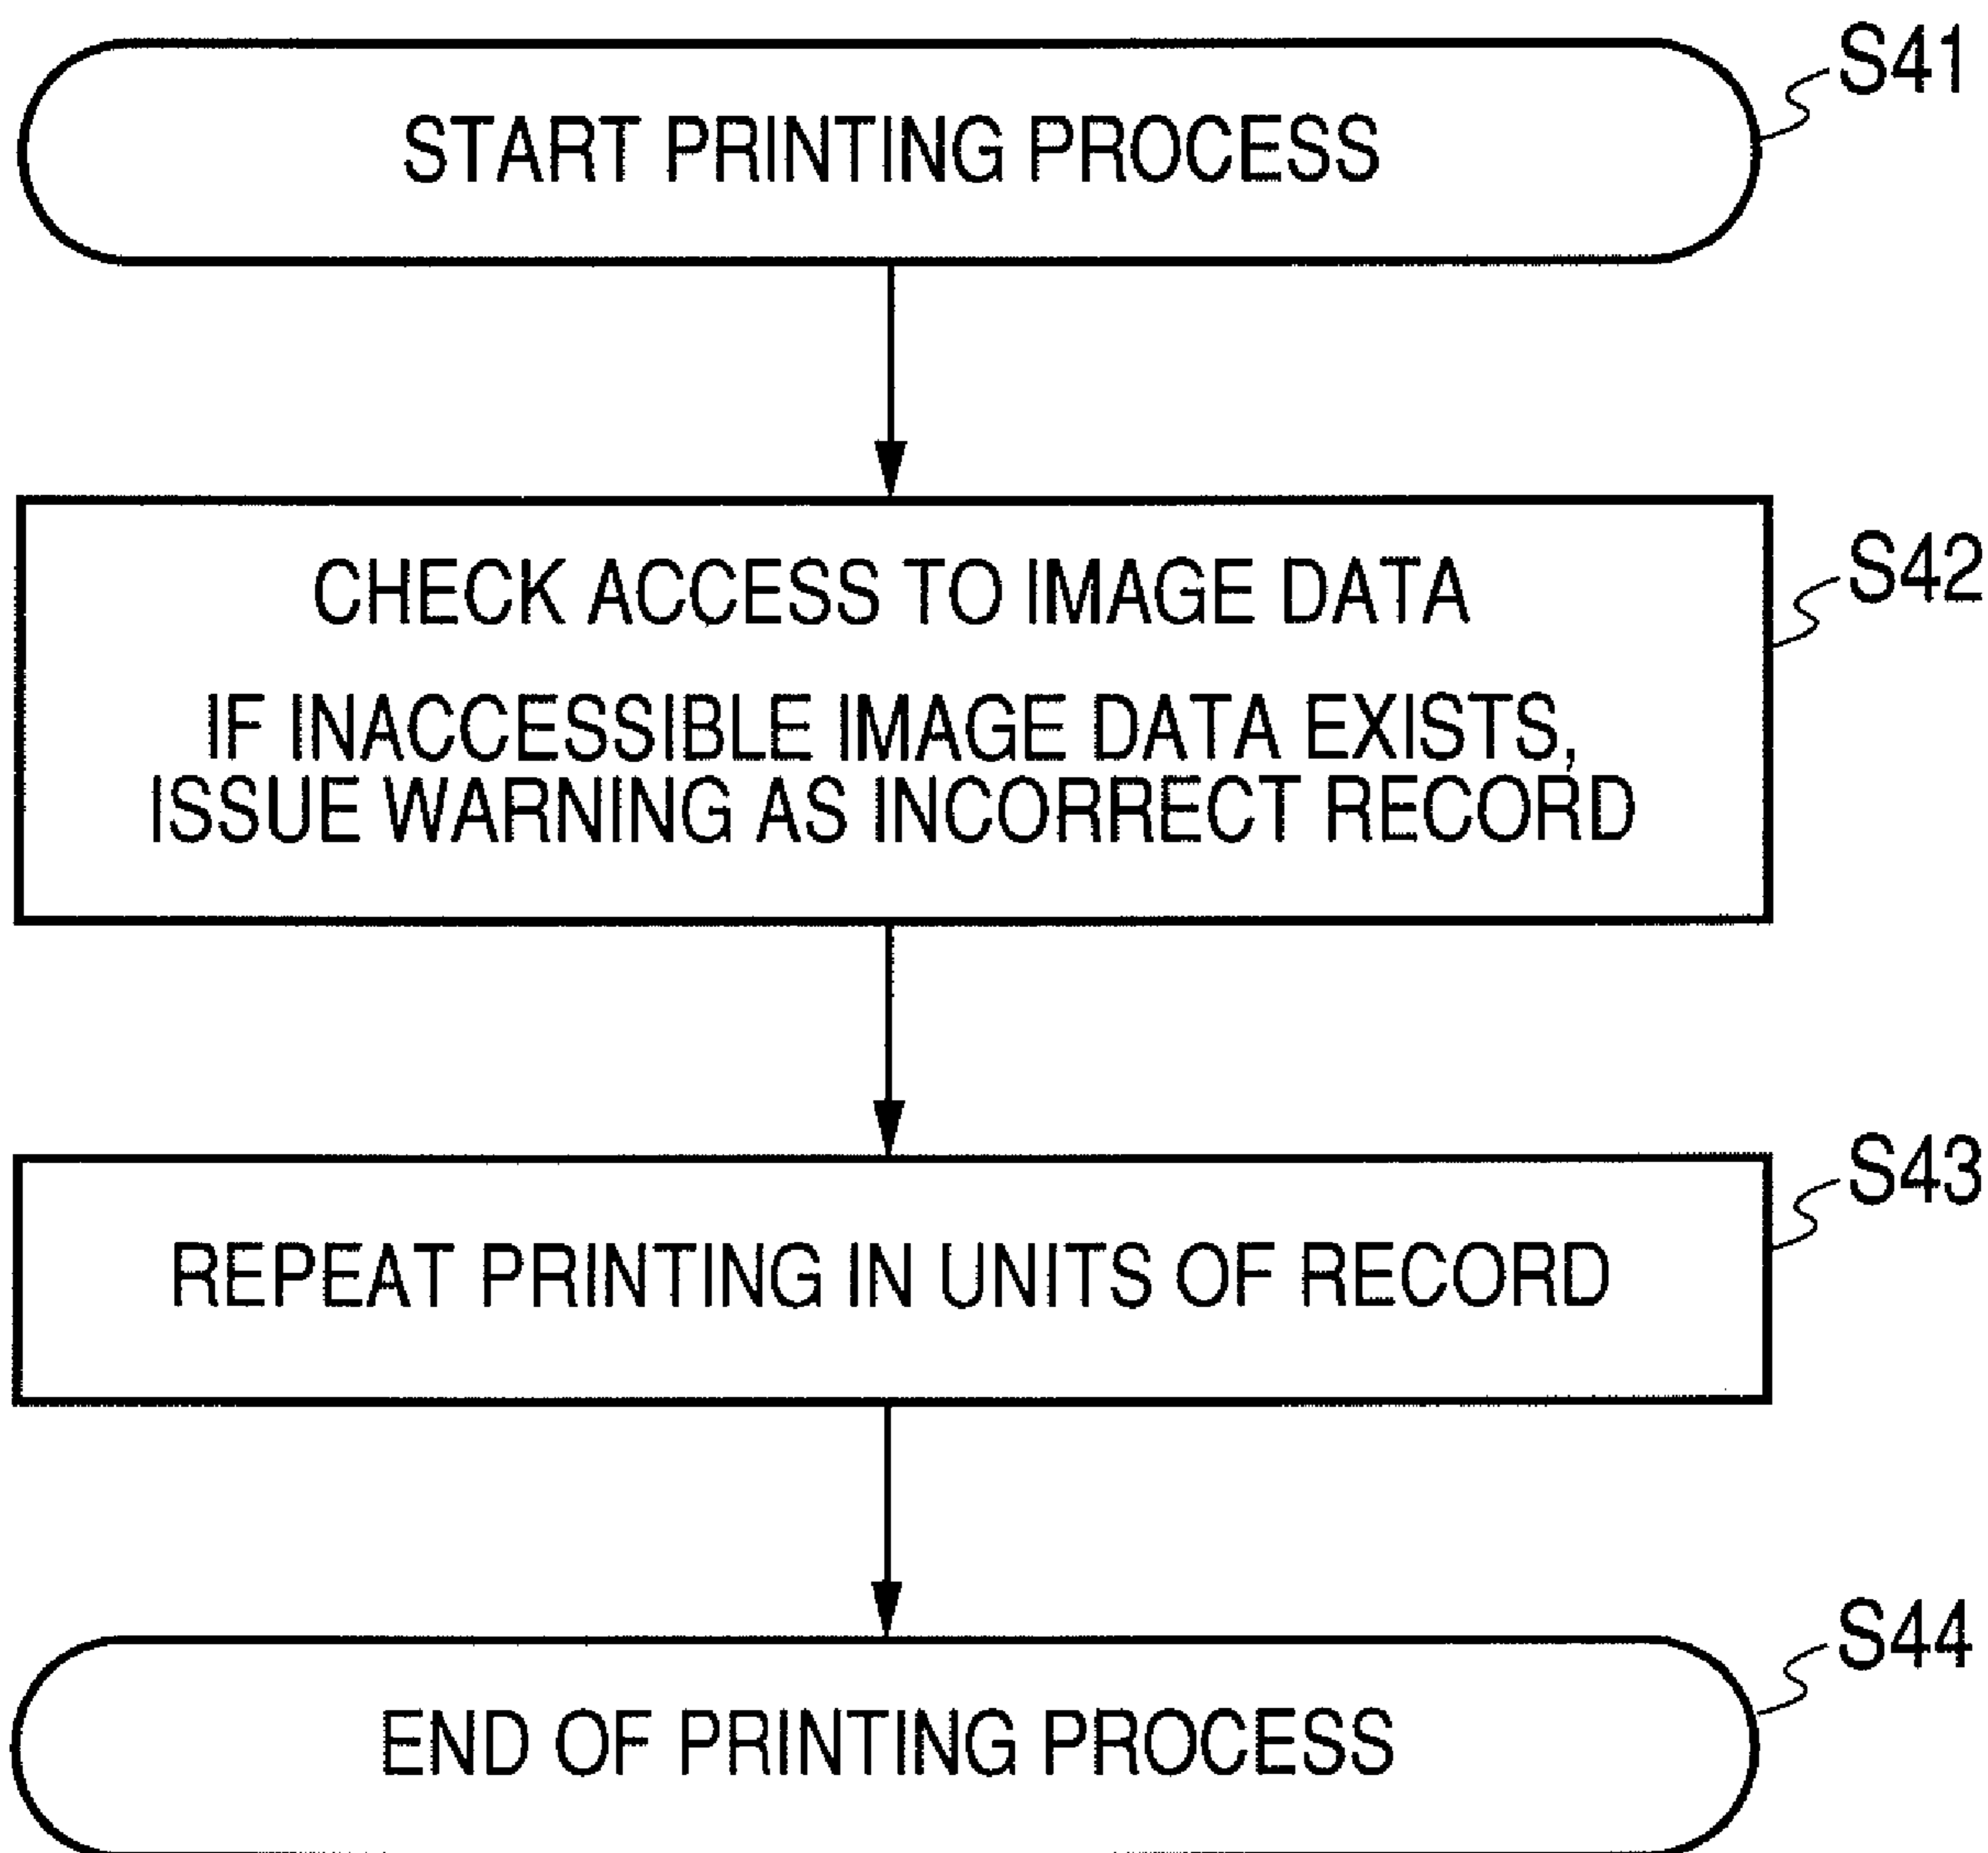 S41
START PRINTING PROCESS
S42
CHECK ACCESS TO IMAGE DATA
IF INACCESSIBLE IMAGE DATA EXISTS,
ISSUE WARNING AS INCORRECT RECORD
S43
REPEAT PRINTING IN UNITS OF RECORD
S44
END OF PRINTING PROCESS